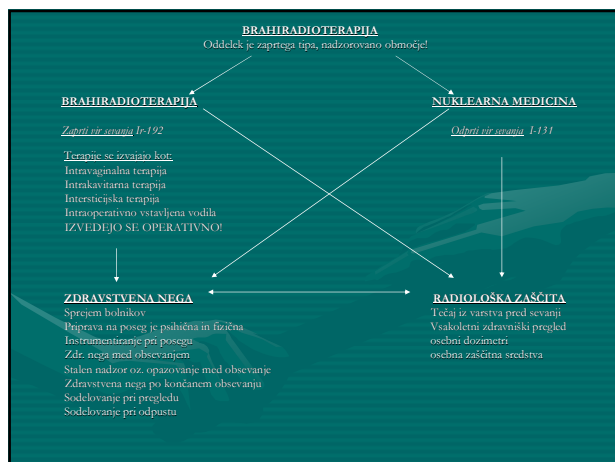 BRAHIRADIOTERAPIJA
Oddelek je zaprtega tipa, nadzorovano območje!
BRAHIRADIOTERAPIJA
Zaprti vir sevanja Ir-192
Terapije se izvajajo kot:
Intravaginalna terapija
Intrakavitarna terapija
Intersticijska terapija
Intraoperativno vstavljena vodila
IZVEDEJO SE OPERATIVNO!
NUKLEARNA MEDICINA
Odprti vir sevanja I-131
ZDRAVSTVENA NEGA
Sprejem bolnikov
Priprava na poseg je psihična in fizična
Instrumentiranje pri posegu
Zdr. nega med obsevanjem
Stalen nadzor oz. opazovanje med obsevanje
Zdravstvena nega po končanem obsevanju
Sodelovanje pri pregledu
Sodelovanje pri odpustu
RADIOLOŠKA ZAŠČITA
Tečaj iz varstva pred sevanji
Vsakoletni zdravniški pregled
osebni dozimetri
osebna zaščitna sredstva